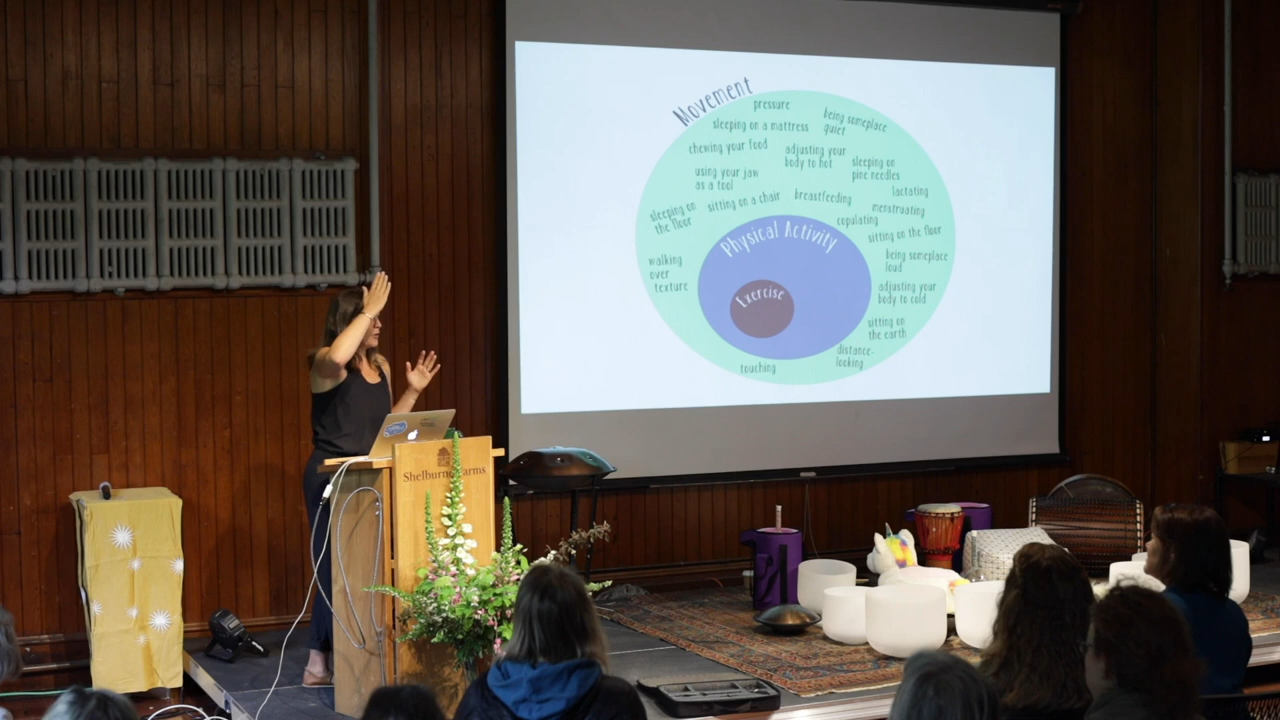 Movement
pressure
being someplace
quiet
sleeping on a mattress
chewing your food
adjusting your
body to hot
sleeping on
pine needles
using your jaw
as a tool
lactating
breastfeeding
sitting on a chair
menstruating
sleeping on
the floor
copulating
sitting on the floor
Physical Activity
being someplace
loud
walking
over
texture
adjusting your
body to cold
Exercise
sitting on
the earth
distance-
looking
touching
Shelburne Farms